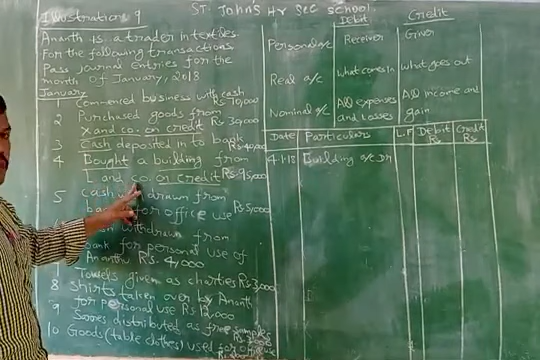 ST. John's Hr Sec school.
Illustration 9
Ananth is a trader in textiles
For the following transactions
Pass journal entries for the
month of January, 2018
January
1 Commenced business with cash
Rs 70,000
2 Purchased goods from
X and co. on credit Rs 30,000
3 Cash deposited in to bank
Rs 40,000
4 Bought a building from
L and co. on credit Rs. 95,000
5 Cash drawn from
for office use Rs 5,000
withdrawn from
bank for personal use of
Ananth Rs. 4,000
Towels given as charities Rs 3,000
8 Shirts taken over by Ananth
for personal use Rs
9 Sarees distributed as free samples
10 Goods (table clothes) used for office
Debit Credit
Personal a/c Receiver Giver
Real a/c What comes in What goes out
Nominal a/c All expenses and Losses All income and gain
Date Particulars L.F Debit Rs Credit Rs
4.1.18 Building a/c Dr